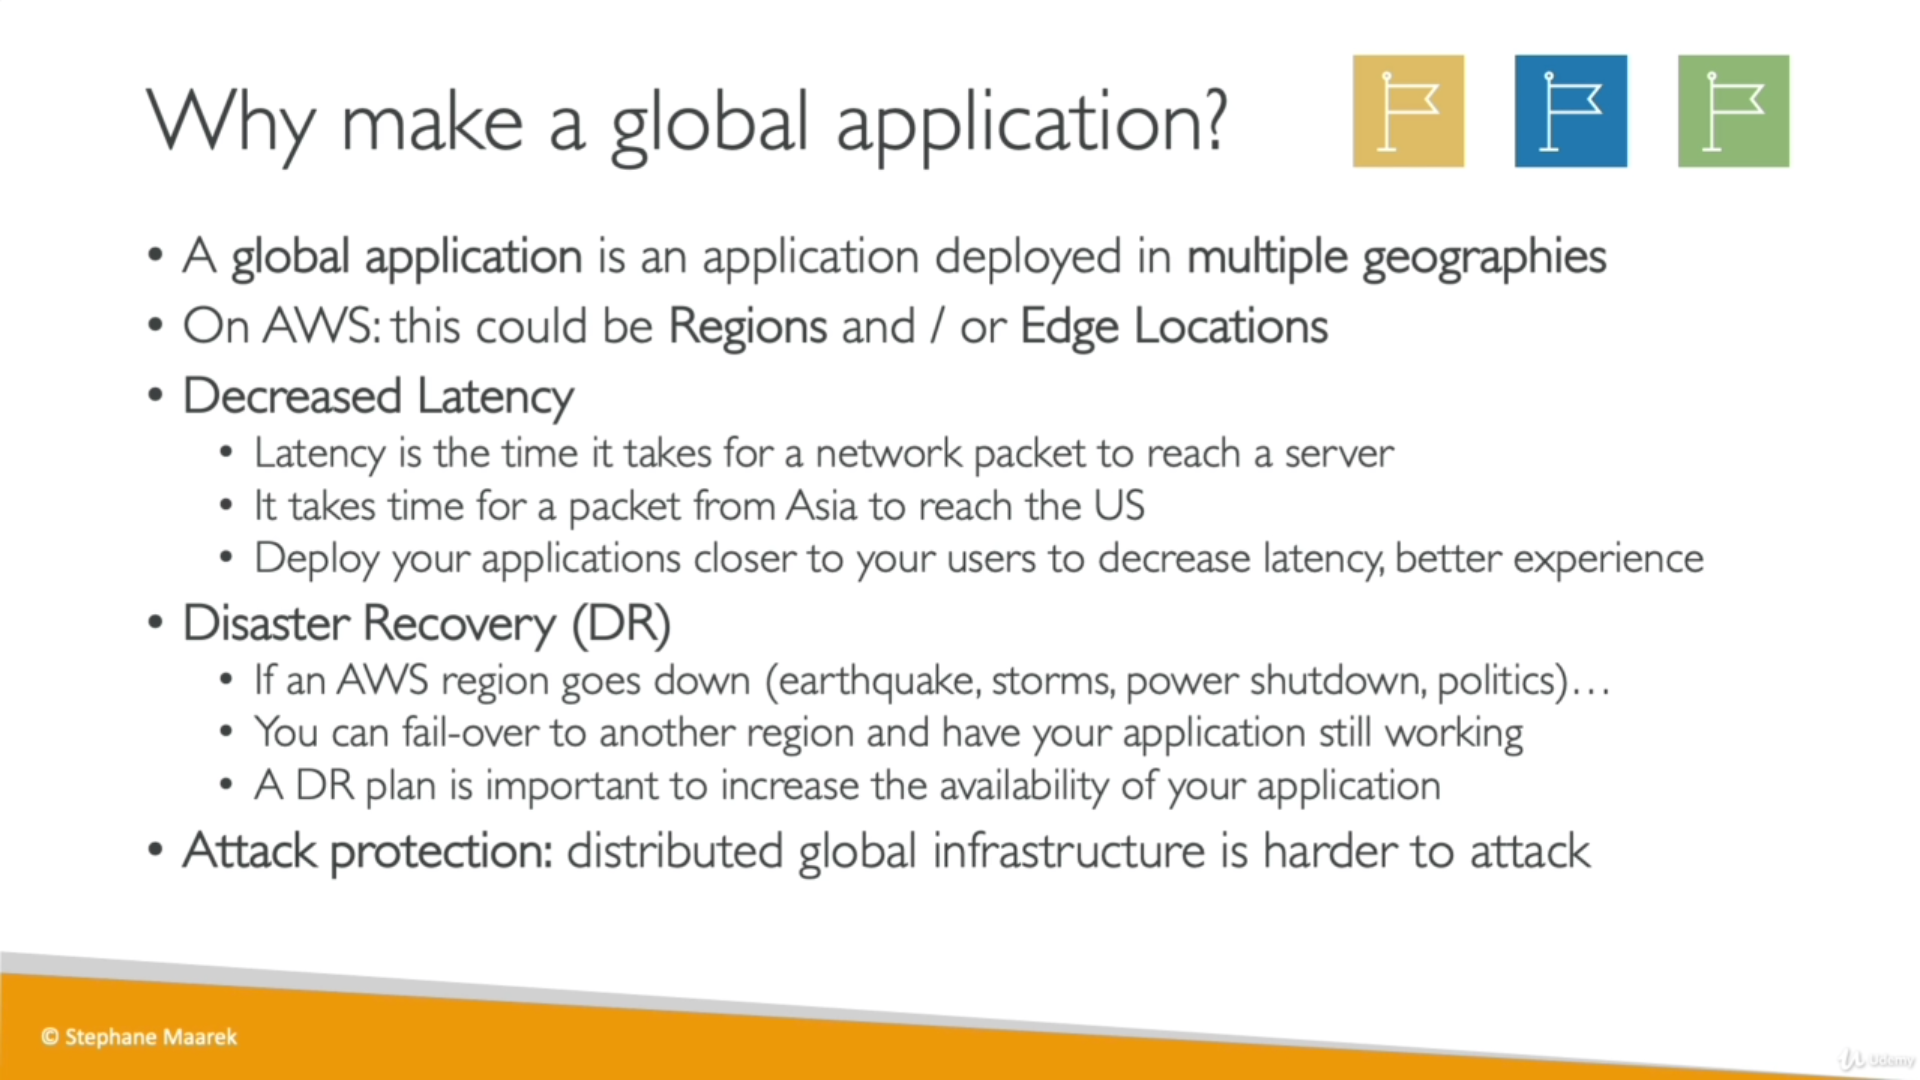 Why make a global application?
• A global application is an application deployed in multiple geographies
• On AWS: this could be Regions and / or Edge Locations
• Decreased Latency
• Latency is the time it takes for a network packet to reach a server
• It takes time for a packet from Asia to reach the US
• Deploy your applications closer to your users to decrease latency, better experience
• Disaster Recovery (DR)
• If an AWS region goes down (earthquake, storms, power shutdown, politics)…
• You can fail-over to another region and have your application still working
• A DR plan is important to increase the availability of your application
• Attack protection: distributed global infrastructure is harder to attack
© Stephane Maarek
Udemy